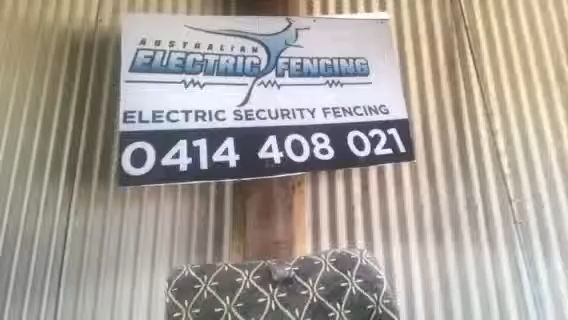 AUSTRALIAN
ELECTRIC FENCING
ELECTRIC SECURITY FENCING
0414 408 021